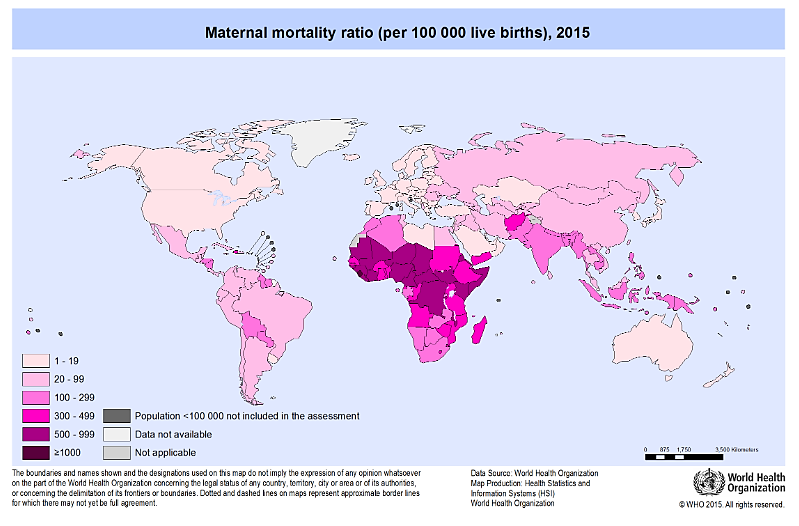 Maternal mortality ratio (per 100 000 live births), 2015
1 - 19
20 - 99
100 - 299
300 - 499
500 - 999
≥1000
Population <100 000 not included in the assessment
Data not available
Not applicable
0 875 1,750 3,500 Kilometers
The boundaries and names shown and the designations used on this map do not imply the expression of any opinion whatsoever
on the part of the World Health Organization concerning the legal status of any country, territory, city or area or of its authorities,
or concerning the delimitation of its frontiers or boundaries. Dotted and dashed lines on maps represent approximate border lines
for which there may not yet be full agreement.
Data Source: World Health Organization
Map Production: Health Statistics and
Information Systems (HSI)
World Health Organization
World Health
Organization
© WHO 2015. All rights reserved.